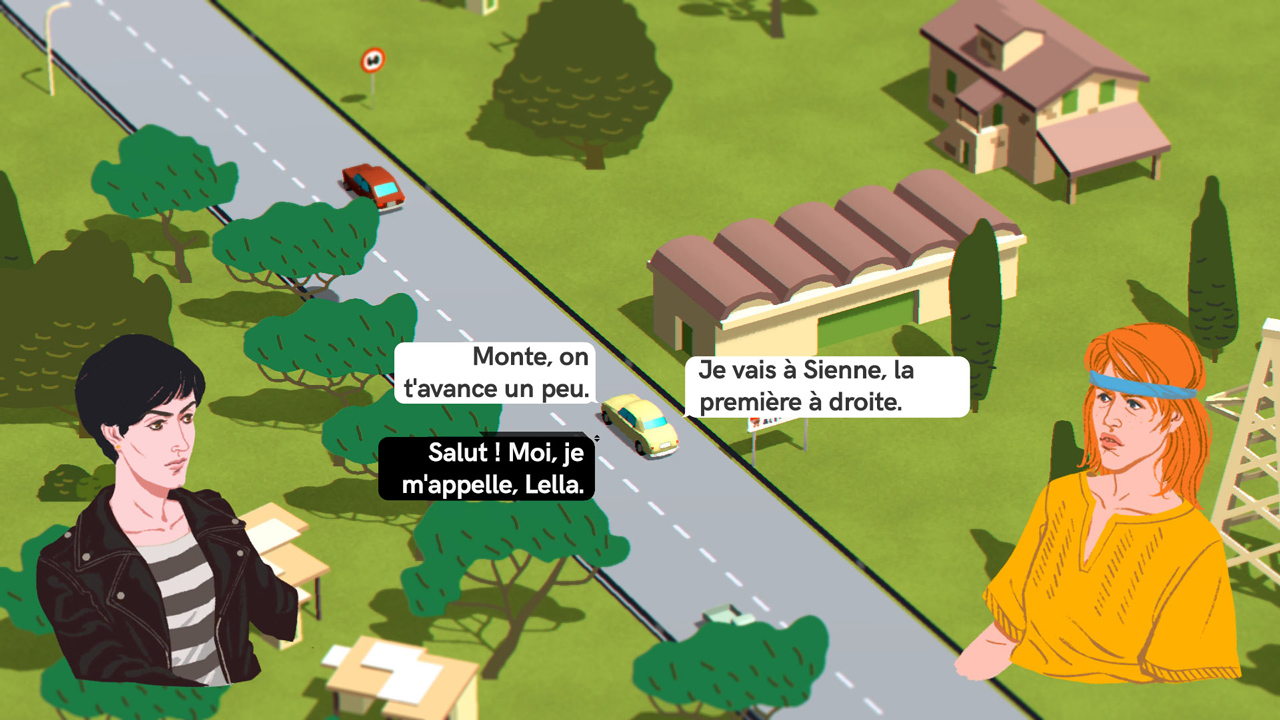 Monte, on
t'avance un peu.
Je vais à Sienne, la
première à droite.
Salut ! Moi, je
m'appelle, Lella.